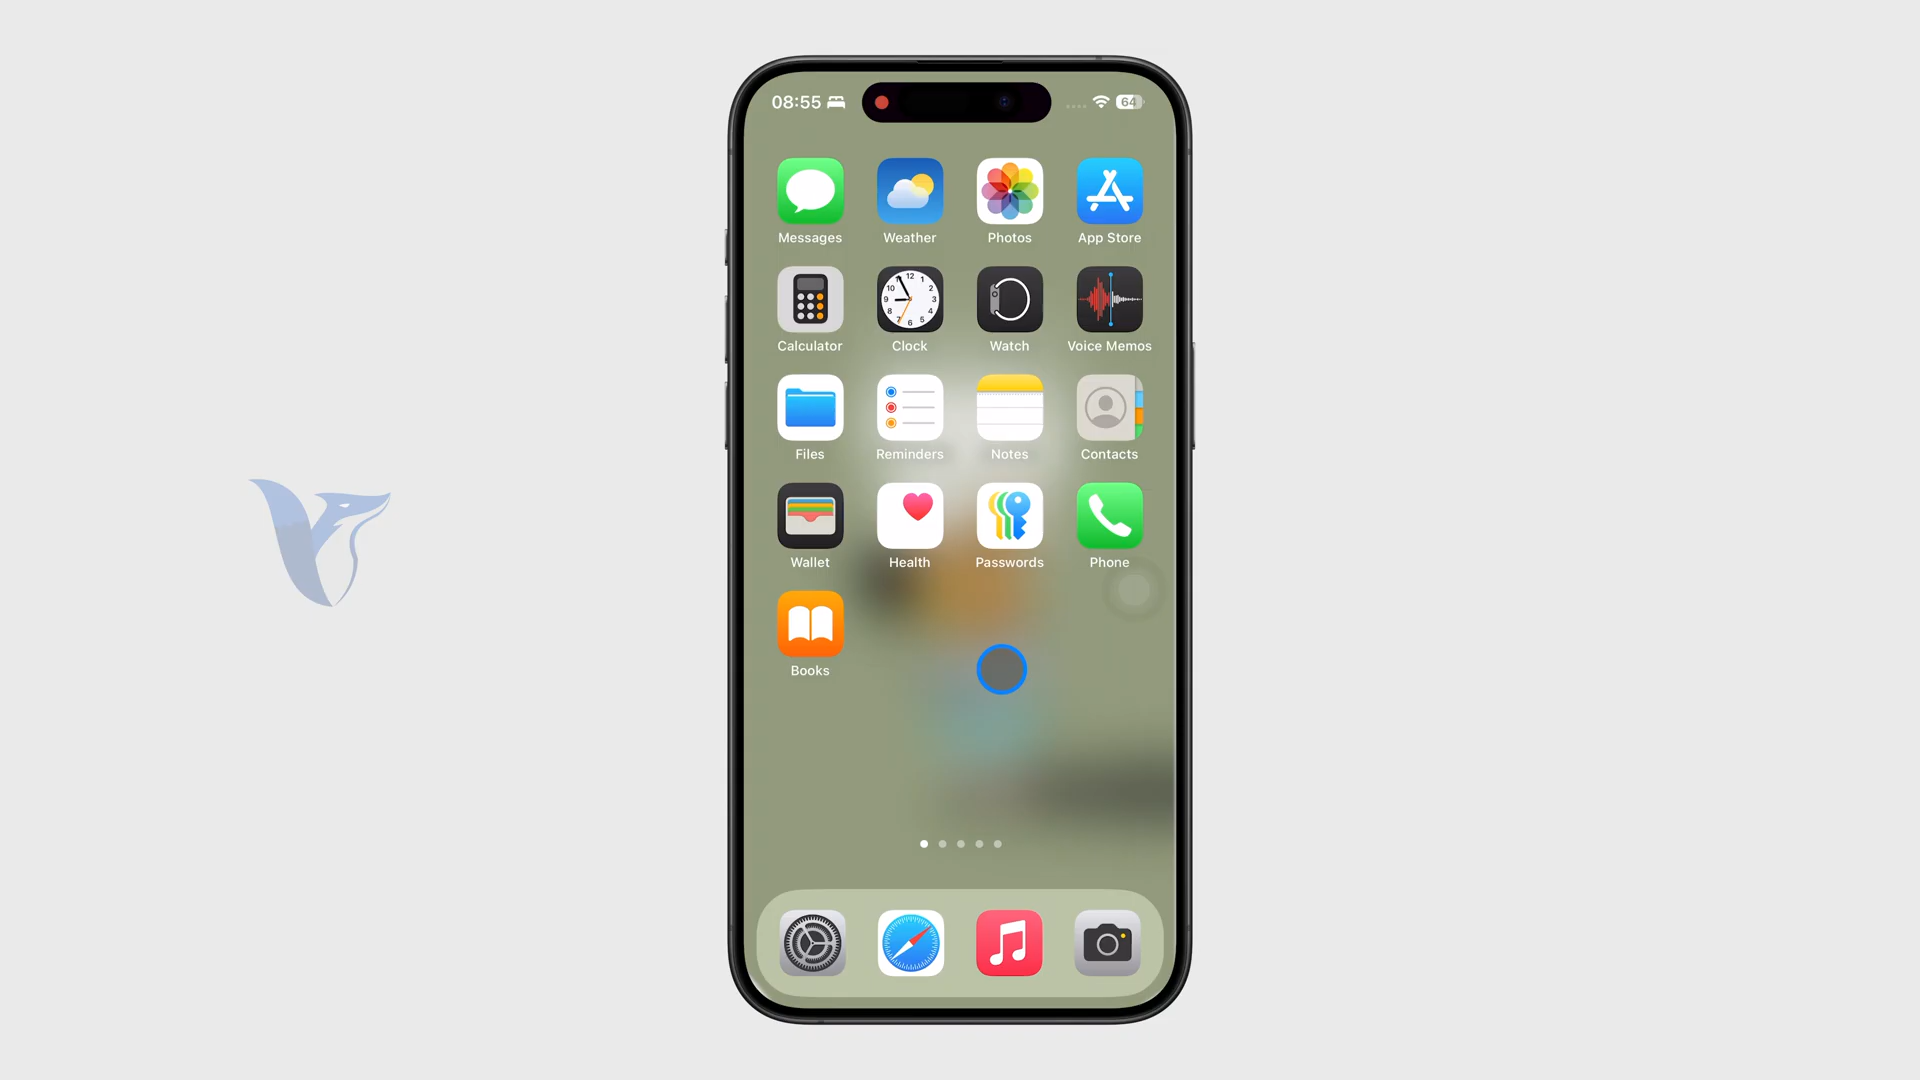 08:55
64
Messages Weather Photos App Store
Calculator Clock Watch Voice Memos
Files Reminders Notes Contacts
Wallet Health Passwords Phone
Books